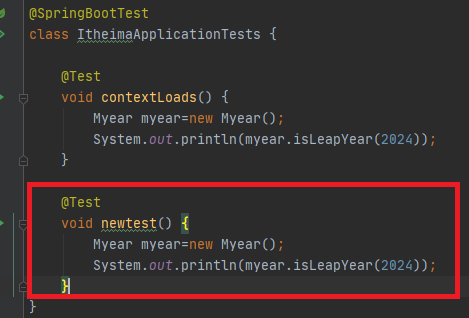 @SpringBootTest
class ItheimaApplicationTests {
@Test
void contextLoads() {
Myear myear=new Myear();
System.out.println(myear.isLeapYear(2024));
}
@Test
void newtest() {
Myear myear=new Myear();
System.out.println(myear.isLeapYear(2024));
}
}